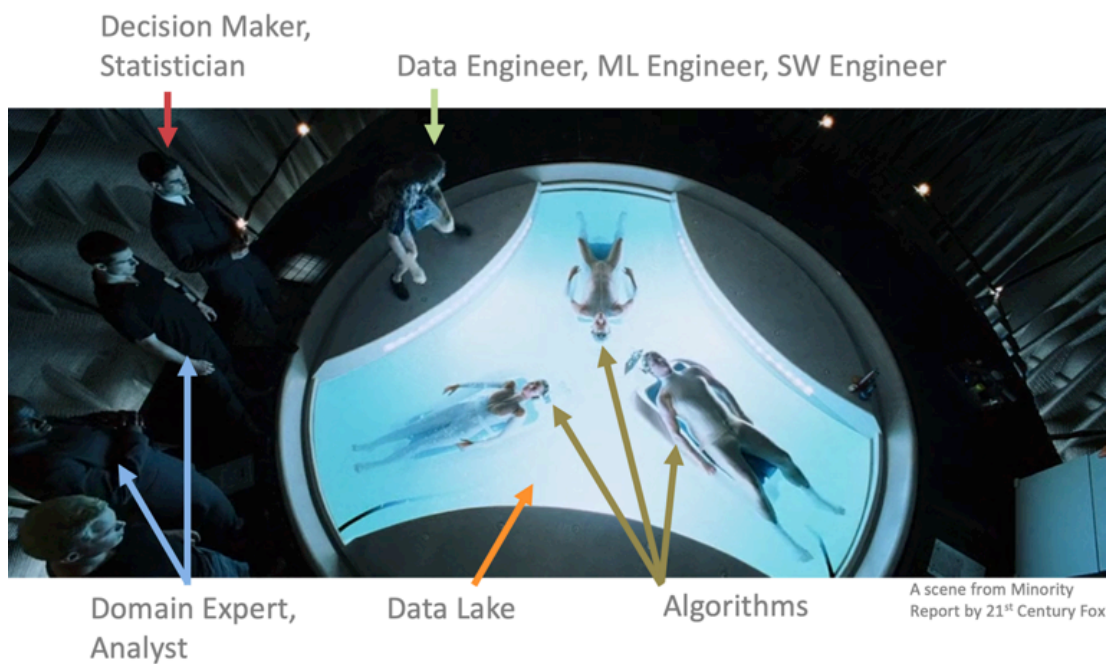 Decision Maker,
Statistician
Data Engineer, ML Engineer, SW Engineer
Domain Expert,
Analyst
Data Lake
Algorithms
A scene from Minority
Report by 21st Century Fox